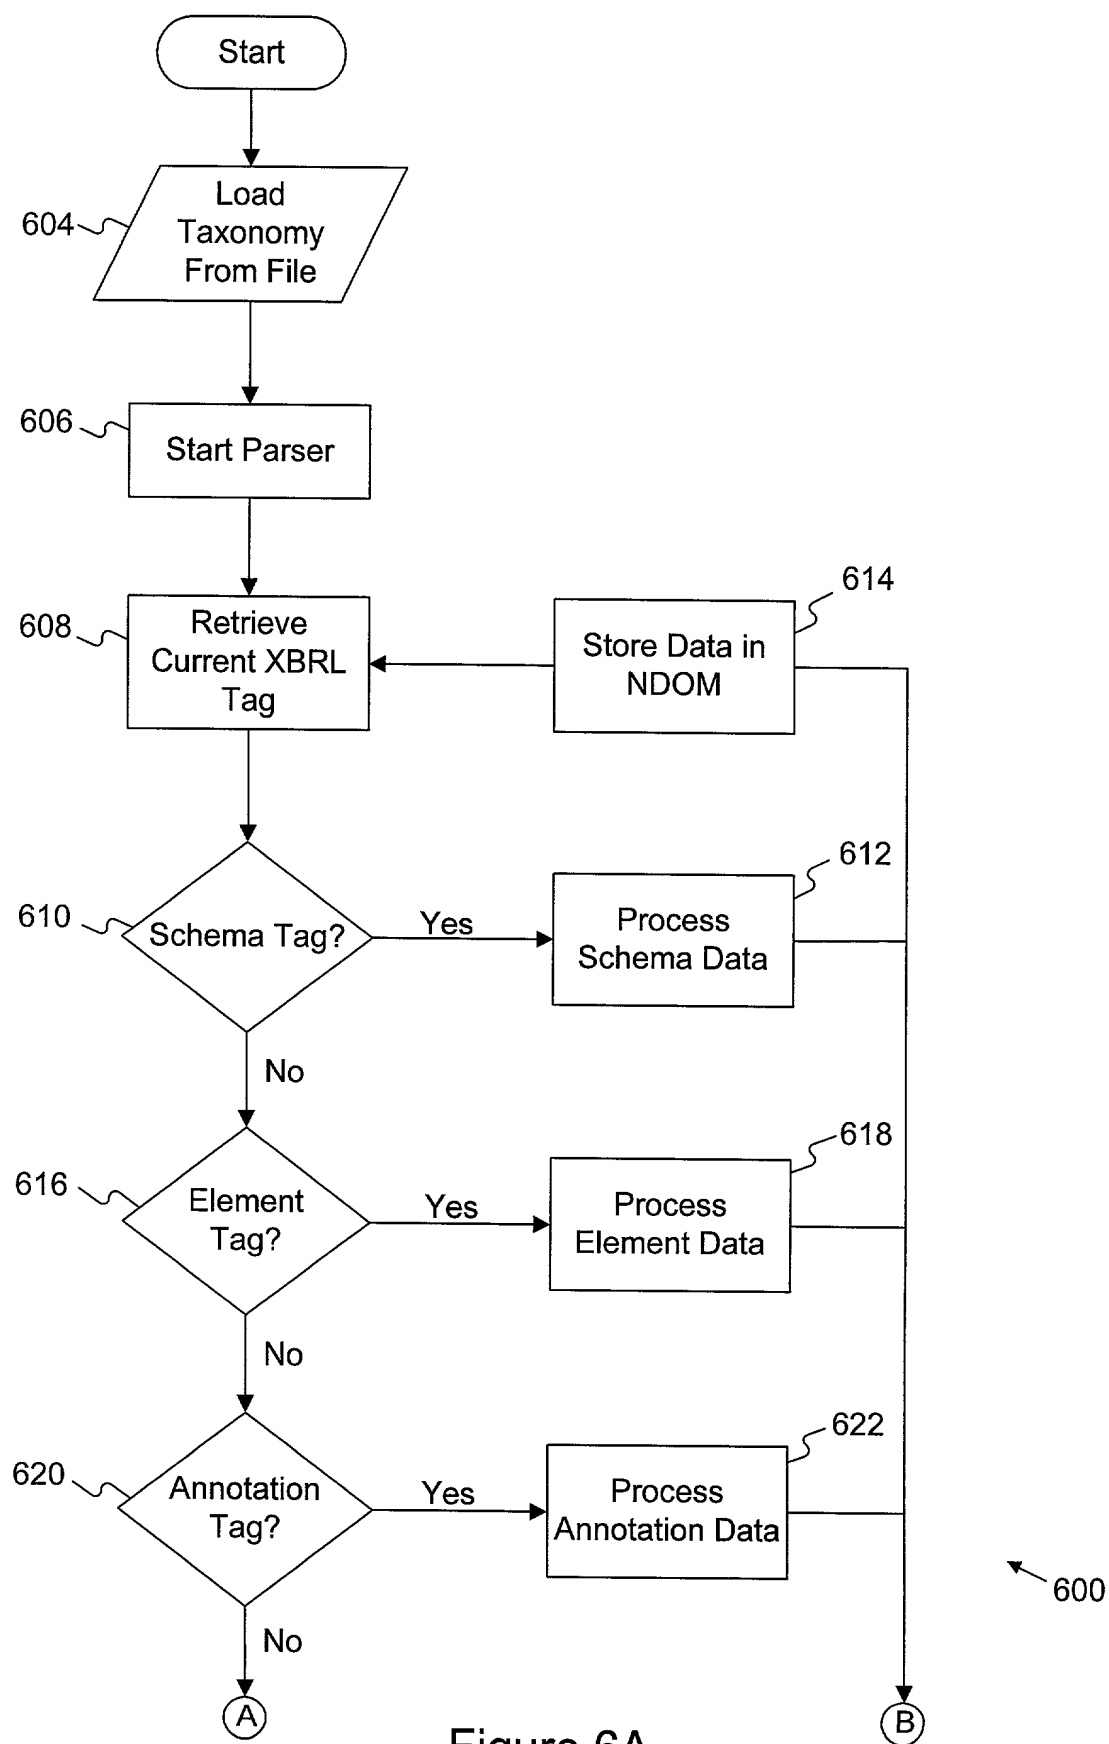 Start
604
Load
Taxonomy
From File
606
Start Parser
608
Retrieve
Current XBRL
Tag
614
Store Data in
NDOM
610
Schema Tag?
Yes
612
Process
Schema Data
No
616
Element
Tag?
Yes
618
Process
Element Data
No
620
Annotation
Tag?
Yes
622
Process
Annotation Data
600
No
A
B
Figure 6A